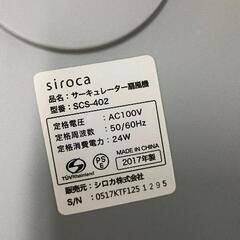 siroca
品名：サーキュレーター扇風機
型番：SCS-402
定格電圧：AC100V
定格周波数：50/60Hz
定格消費電力：24W
MADE IN CHINA
TÜVRheinland
PS
E
2017年製
販売元：シロカ株式会社
S/NO：0517KTF1251295